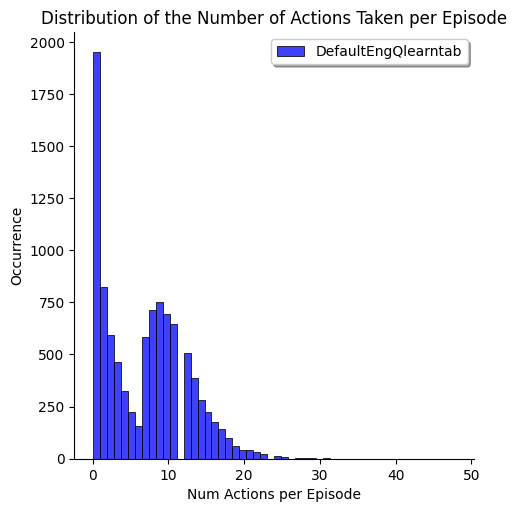 Distribution of the Number of Actions Taken per Episode
DefaultEngQlearntab
2000
1750
1500
1250
1000
750
500
250
0
Occurrence
0 10 20 30 40 50
Num Actions per Episode